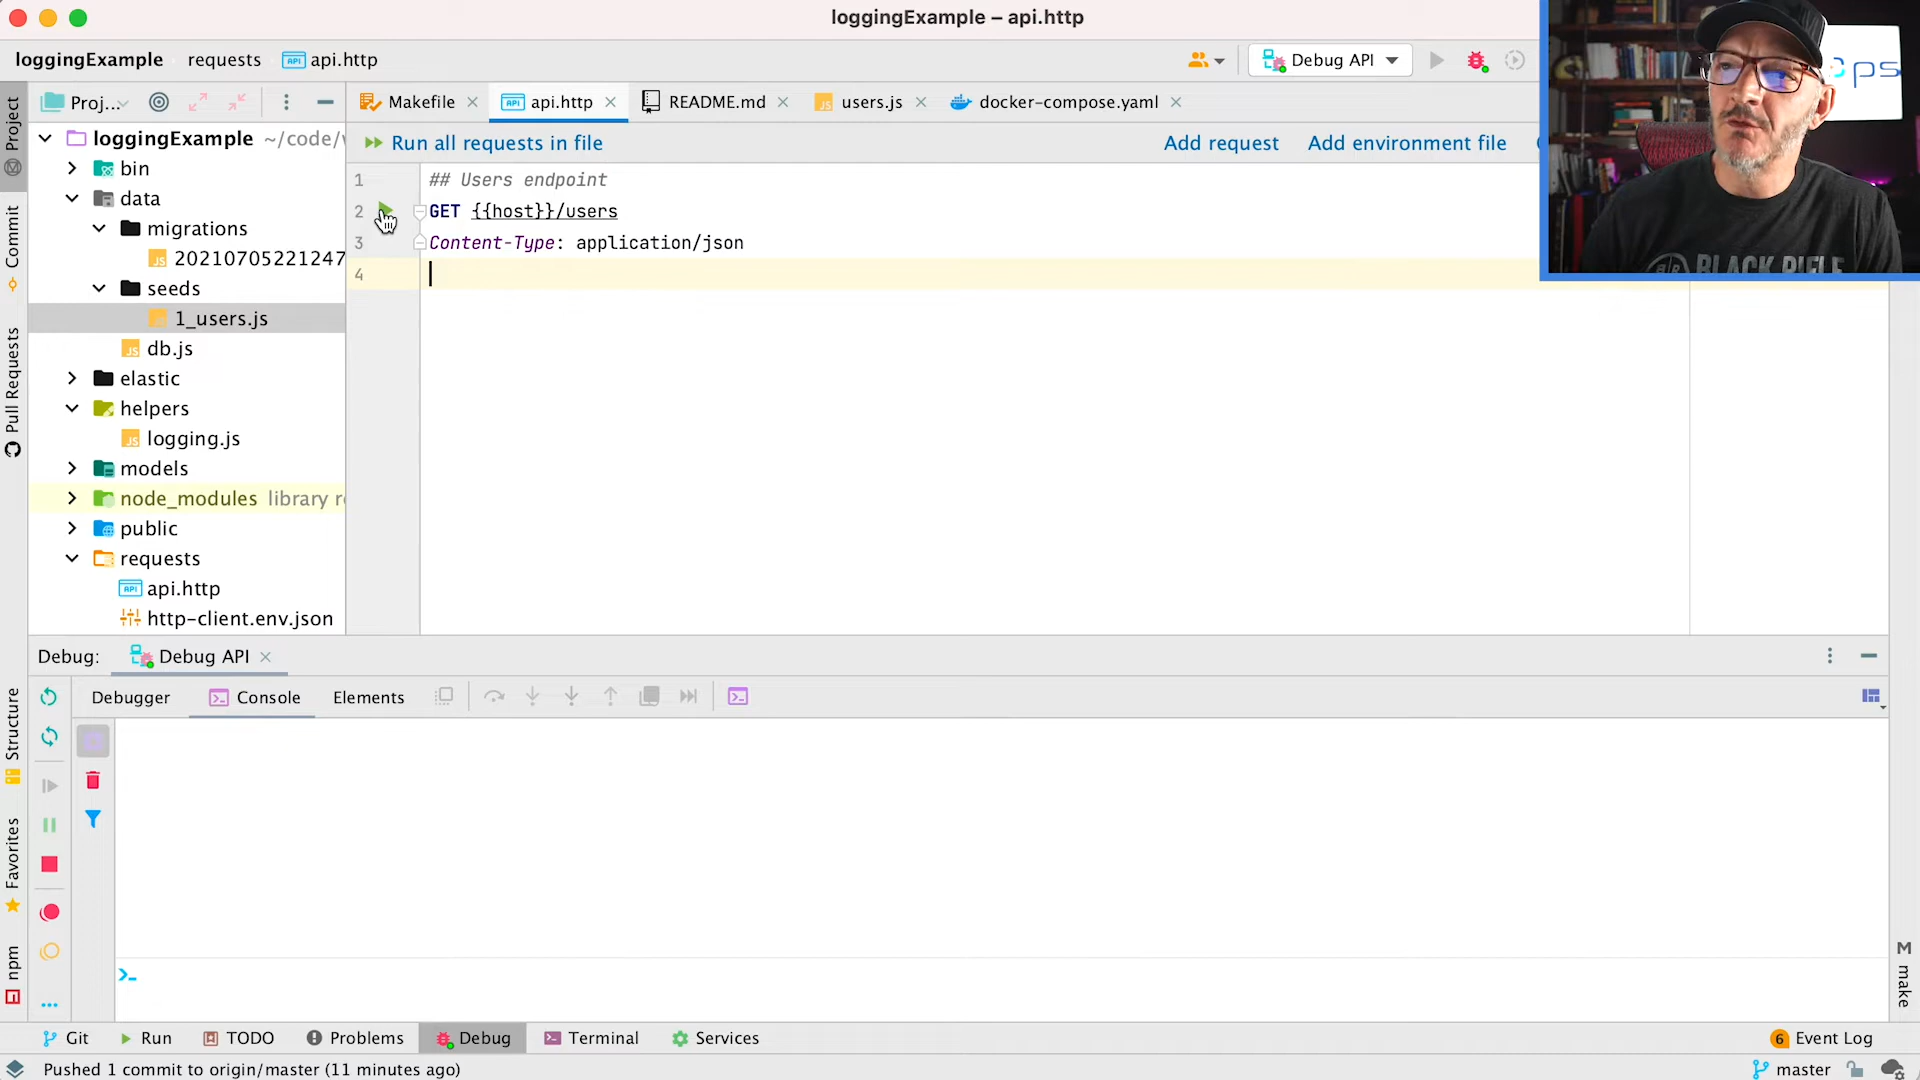 loggingExample – api.http
loggingExample requests api.http
Debug API
Proj...
Makefile
api.http
README.md
users.js
docker-compose.yaml
Run all requests in file
Add request
Add environment file
loggingExample ~/code/
bin
data
migrations
20210705221247
seeds
1_users.js
db.js
elastic
helpers
logging.js
models
node_modules library
public
requests
api.http
http-client.env.json
1 ## Users endpoint
2 GET {{host}}/users
3 Content-Type: application/json
4
Project
Commit
Pull Requests
Structure
Favorites
npm
ps
BLACK RIFLE
Debug: Debug API
Debugger
Console
Elements
>_
make
Git
Run
TODO
Problems
Debug
Terminal
Services
6 Event Log
Pushed 1 commit to origin/master (11 minutes ago)
master